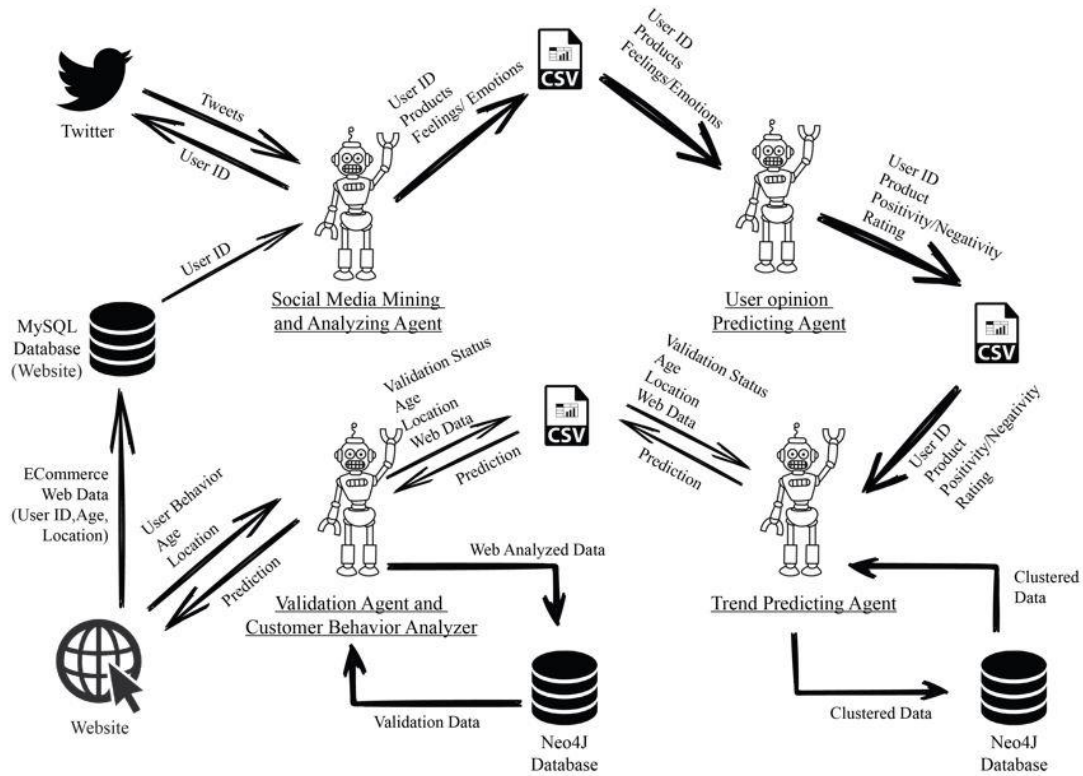 Twitter
Tweets
User ID
User ID
Products
Feelings/ Emotions
CSV
User ID
Products
Feelings/Emotions
User ID
Product
Positivity/Negativity
Rating
User ID
Social Media Mining
and Analyzing Agent
User opinion
Predicting Agent
MySQL
Database
(Website)
CSV
Validation Status
Age
Location
Web Data
Prediction
CSV
Validation Status
Age
Location
Web Data
Prediction
User ID
Product
Positivity/Negativity
Rating
ECommerce
Web Data
(User ID,Age,
Location)
User Behavior
Age
Location
Prediction
Web Analyzed Data
Validation Agent and
Customer Behavior Analyzer
Trend Predicting Agent
Clustered
Data
Website
Validation Data
Neo4J
Database
Clustered Data
Neo4J
Database